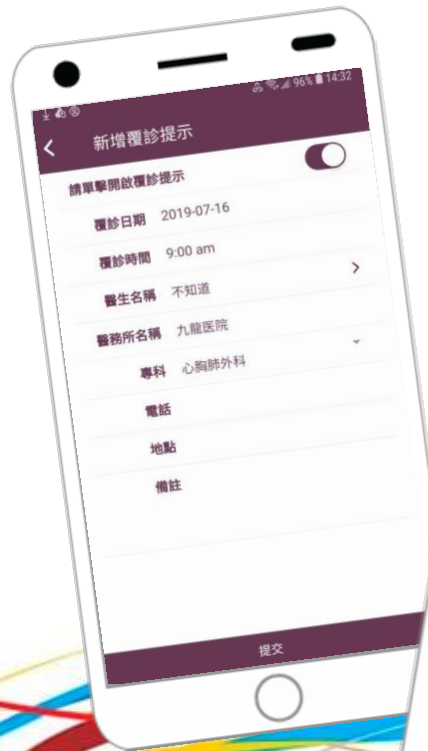 96% 14:32
新增覆診提示
請單擊開啟覆診提示
覆診日期 2019-07-16
覆診時間 9:00 am
醫生名稱 不知道
醫務所名稱 九龍医院
專科 心胸肺外科
電話
地點
備註
提交